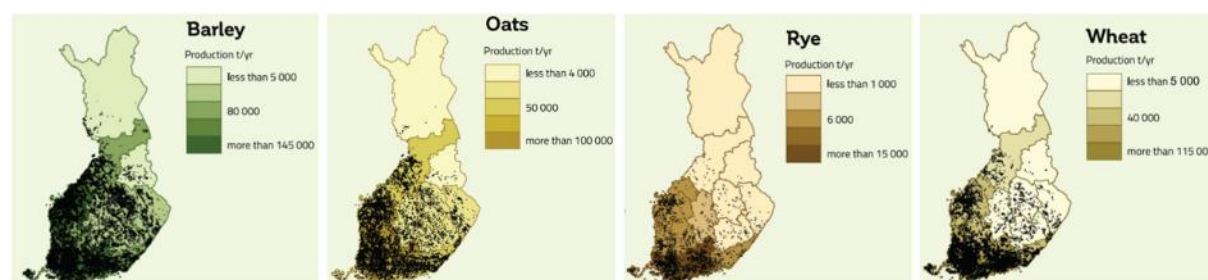 Barley
Production t/yr
less than 5 000
80 000
more than 145 000
Oats
Production t/yr
less than 4 000
50 000
more than 100 000
Rye
Production t/yr
less than 1 000
6 000
more than 15 000
Wheat
Production t/yr
less than 5 000
40 000
more than 115 000